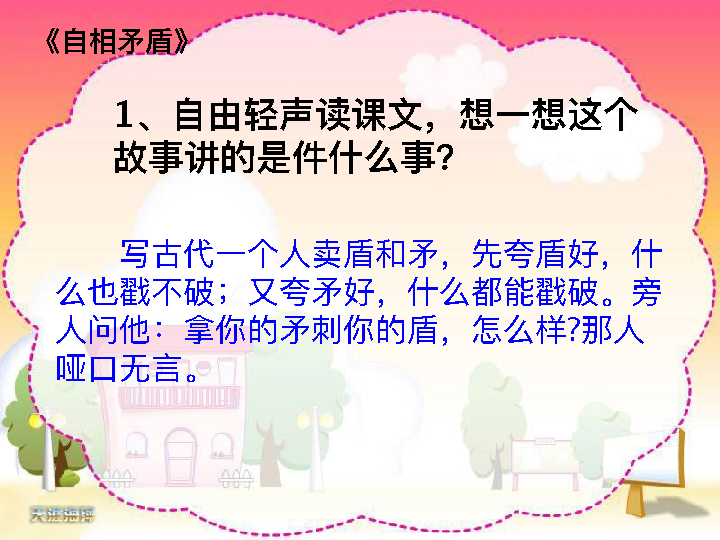 《自相矛盾》
1、自由轻声读课文，想一想这个
故事讲的是件什么事?
写古代一个人卖盾和矛，先夸盾好，什
么也戳不破；又夸矛好，什么都能戳破。旁
人问他：拿你的矛刺你的盾，怎么样?那人
哑口无言。